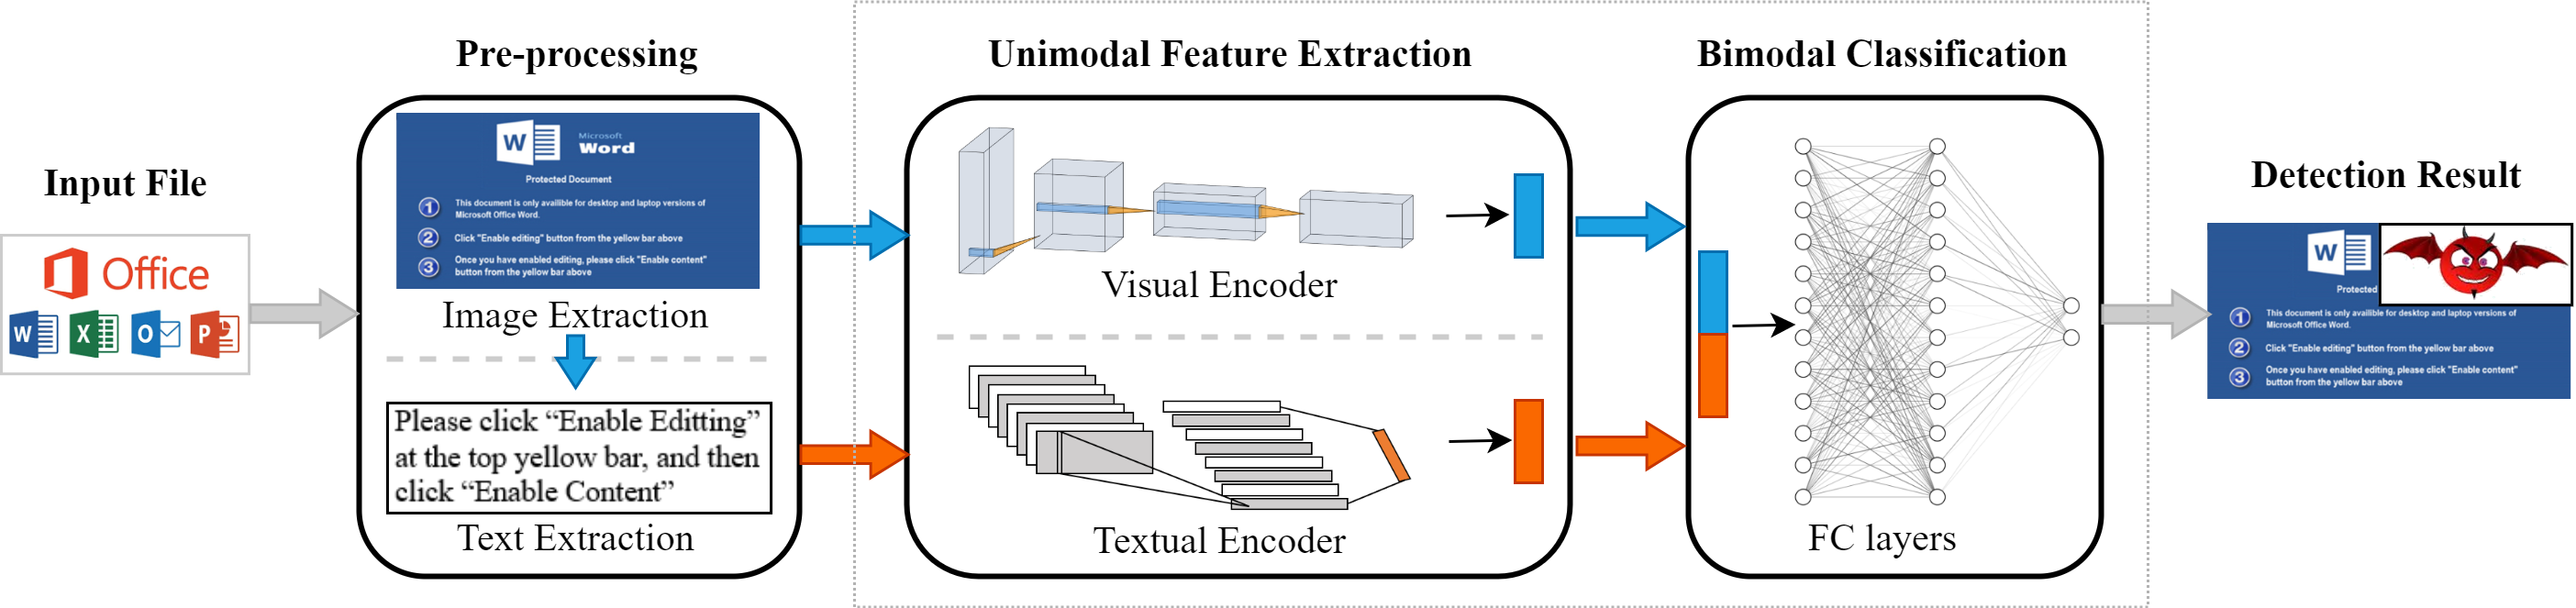 Pre-processing
Unimodal Feature Extraction
Bimodal Classification
Input File
Office
W
X
O
P
W
Microsoft
Word
Protected Document
1 This document is only availible for desktop and laptop versions of
Microsoft Office Word.
2 Click "Enable editing" button from the yellow bar above
3 Once you have enabled editing, please click "Enable content"
button from the yellow bar above
Image Extraction
Please click “Enable Editting”
at the top yellow bar, and then
click “Enable Content”
Text Extraction
Visual Encoder
Textual Encoder
FC layers
Detection Result
W
Protected
1 This document is only availible for desktop and laptop versions of
Microsoft Office Word.
2 Click "Enable editing" button from the yellow bar above
3 Once you have enabled editing, please click "Enable content"
button from the yellow bar above